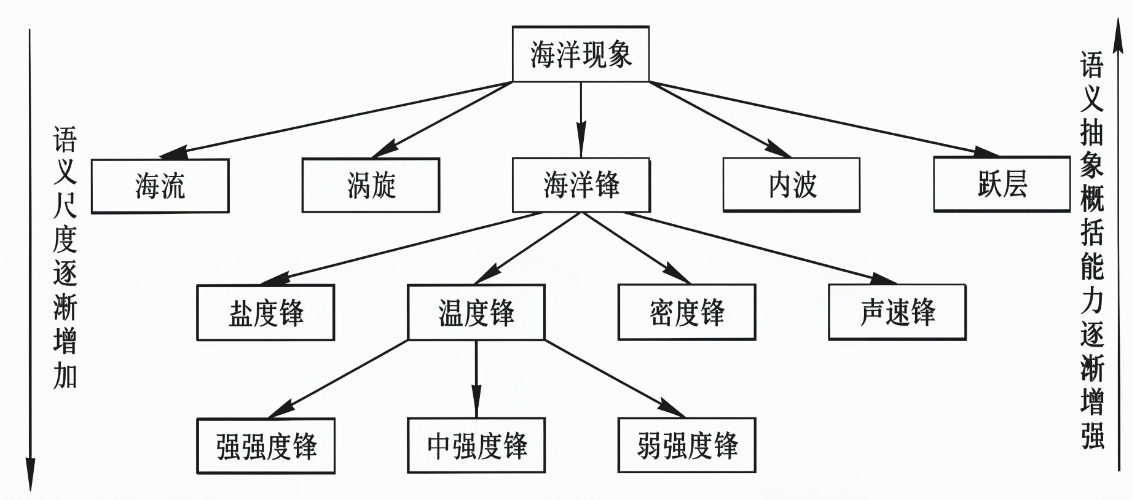 海洋现象
语义尺度逐渐增加
海流
涡旋
海洋锋
内波
跃层
语义抽象概括能力逐渐增强
盐度锋
温度锋
密度锋
声速锋
强强度锋
中强度锋
弱强度锋